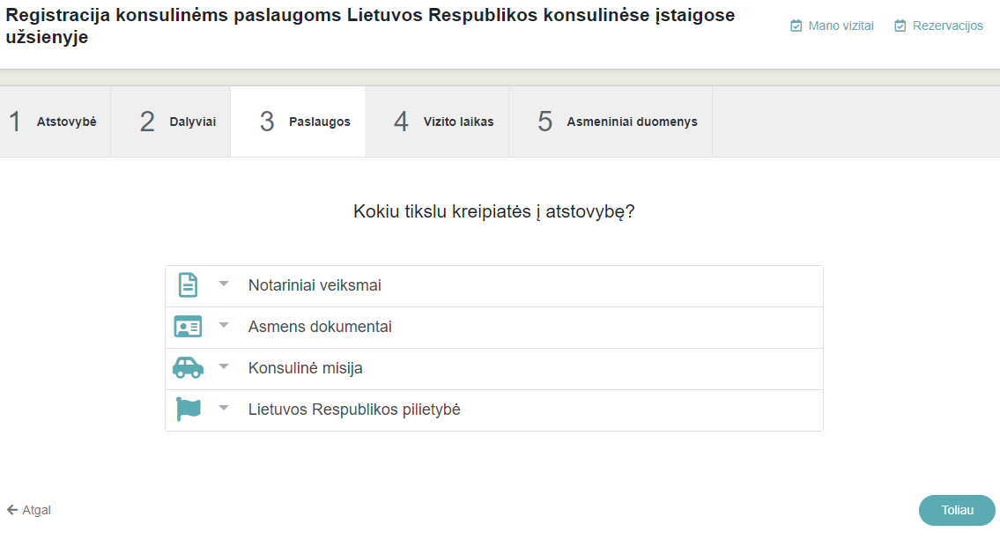 Registracija konsulinėms paslaugoms Lietuvos Respublikos konsulinėse įstaigose
užsienyje
Mano vizitai
Rezervacijos
1 Atstovybė
2 Dalyviai
3 Paslaugos
4 Vizito laikas
5 Asmeniniai duomenys
Kokiu tikslu kreipiatės į atstovybę?
Notariniai veiksmai
Asmens dokumentai
Konsulinė misija
Lietuvos Respublikos pilietybė
Atgal
Toliau